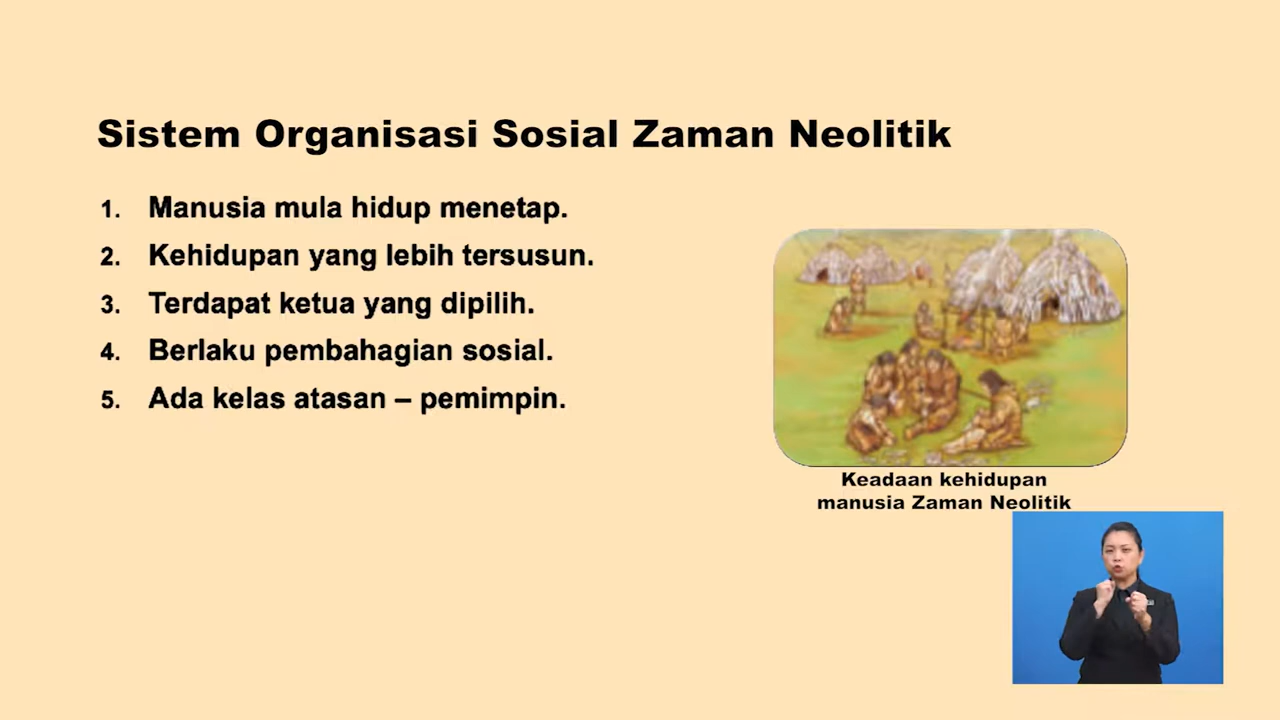 Sistem Organisasi Sosial Zaman Neolitik
1. Manusia mula hidup menetap.
2. Kehidupan yang lebih tersusun.
3. Terdapat ketua yang dipilih.
4. Berlaku pembahagian sosial.
5. Ada kelas atasan – pemimpin.
Keadaan kehidupan
manusia Zaman Neolitik